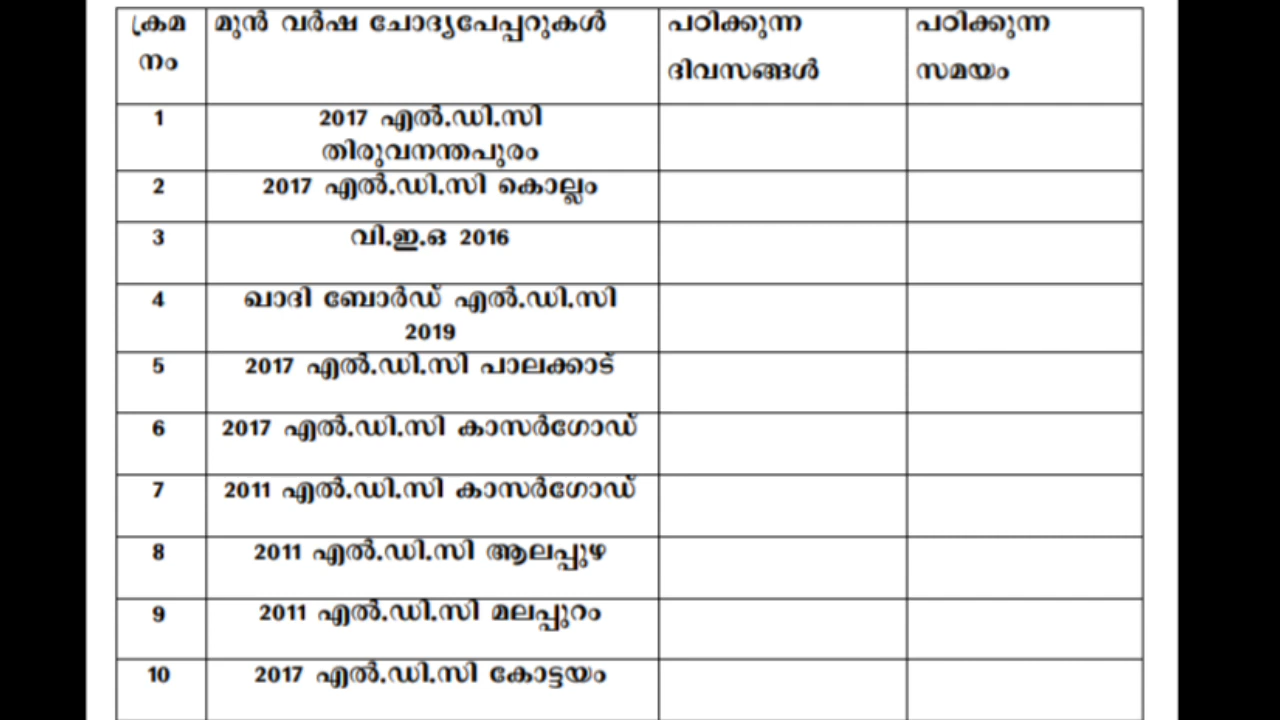 ക്രമ നം
മുൻ വർഷ ചോദ്യപേപ്പറുകൾ
പഠിക്കുന്ന
ദിവസങ്ങൾ
പഠിക്കുന്ന
സമയം
1
2017 എൽ.ഡി.സി
തിരുവനന്തപുരം
2
2017 എൽ.ഡി.സി കൊല്ലം
3
വി.ഇ.ഒ 2016
4
ഖാദി ബോർഡ് എൽ.ഡി.സി
2019
5
2017 എൽ.ഡി.സി പാലക്കാട്
6
2017 എൽ.ഡി.സി കാസർഗോഡ്
7
2011 എൽ.ഡി.സി കാസർഗോഡ്
8
2011 എൽ.ഡി.സി ആലപ്പുഴ
9
2011 എൽ.ഡി.സി മലപ്പുറം
10
2017 എൽ.ഡി.സി കോട്ടയം